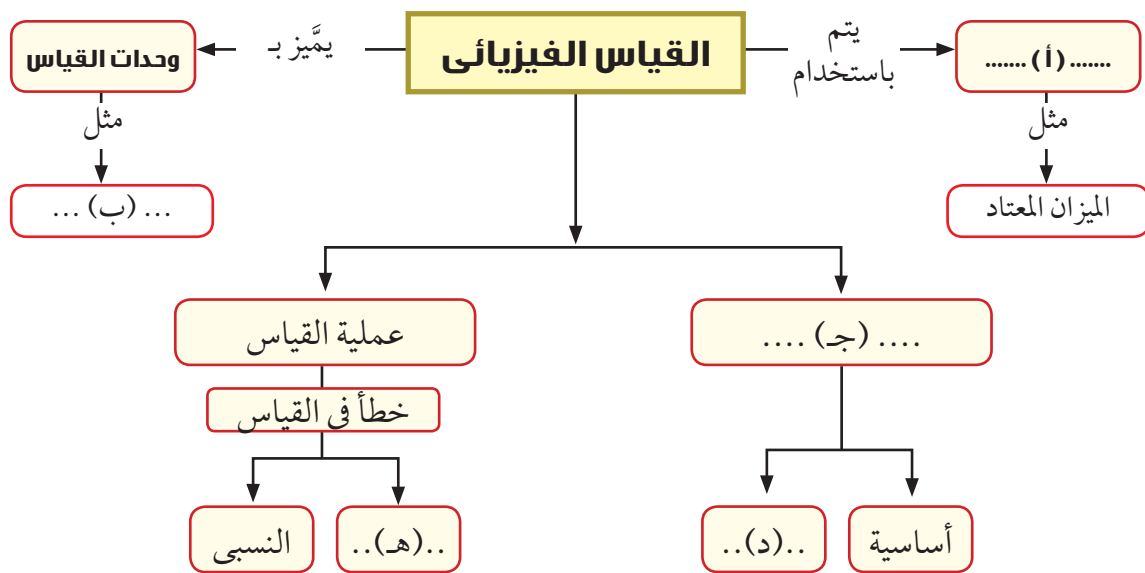 القياس الفيزيائى
يتم
باستخدام
.......(أ).......
مثل
الميزان المعتاد
يمَّيز بـ
وحدات القياس
مثل
... (ب) ...
.... (جـ) ....
أساسية
..(د)..
عملية القياس
خطأ فى القياس
..(هـ)..
النسبى